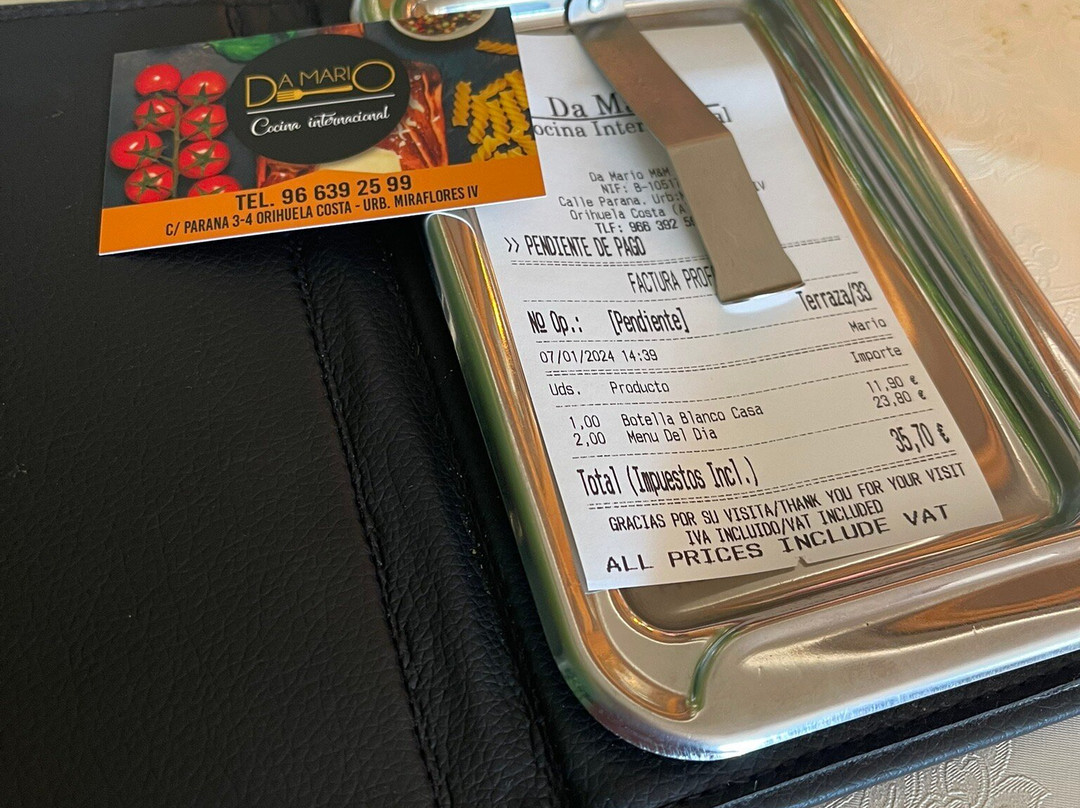 DA MARIO
Cocina internacional
TEL. 96 639 25 99
C/ PARANA 3-4 ORIHUELA COSTA - URB. MIRAFLORES IV
Da
Da Mario M&M
NIF: B-1051
IV
Calle Parana, Urb:
Orihuela Costa (A
TLF: 966 392 5
>> PENDIENTE DE PAGO
FACTURA
Terraza/33
Nº Op.: [Pendiente]
Mario
07/01/2024 14:39
Importe
Uds. Producto
1,00 Botella Blanco Casa 11,90 €
2,00 Menu Del Dia 23,80 €
Total (Impuestos Incl.) 35,70 €
GRACIAS POR SU VISITA/THANK YOU FOR YOUR VISIT
IVA INCLUIDO/VAT INCLUDED
ALL PRICES INCLUDE VAT